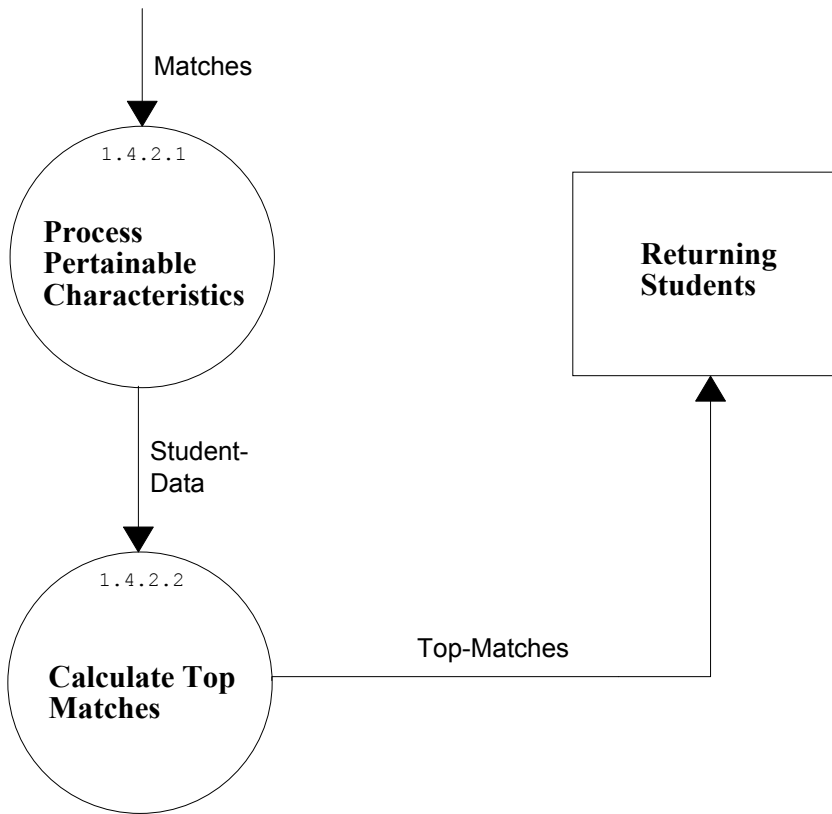 Matches
1.4.2.1
Process
Pertainable
Characteristics
Returning
Students
Student-
Data
1.4.2.2
Calculate Top
Matches
Top-Matches